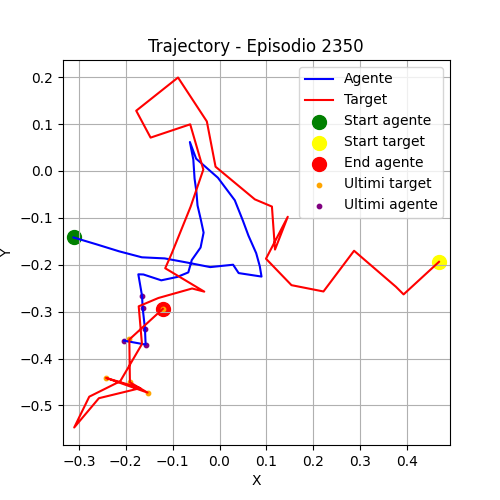 Trajectory - Episodio 2350
Agente
Target
Start agente
Start target
End agente
Ultimi target
Ultimi agente
0.2
0.1
0.0
−0.1
−0.2
−0.3
−0.4
−0.5
Y
−0.3
−0.2
−0.1
0.0
0.1
0.2
0.3
0.4
X